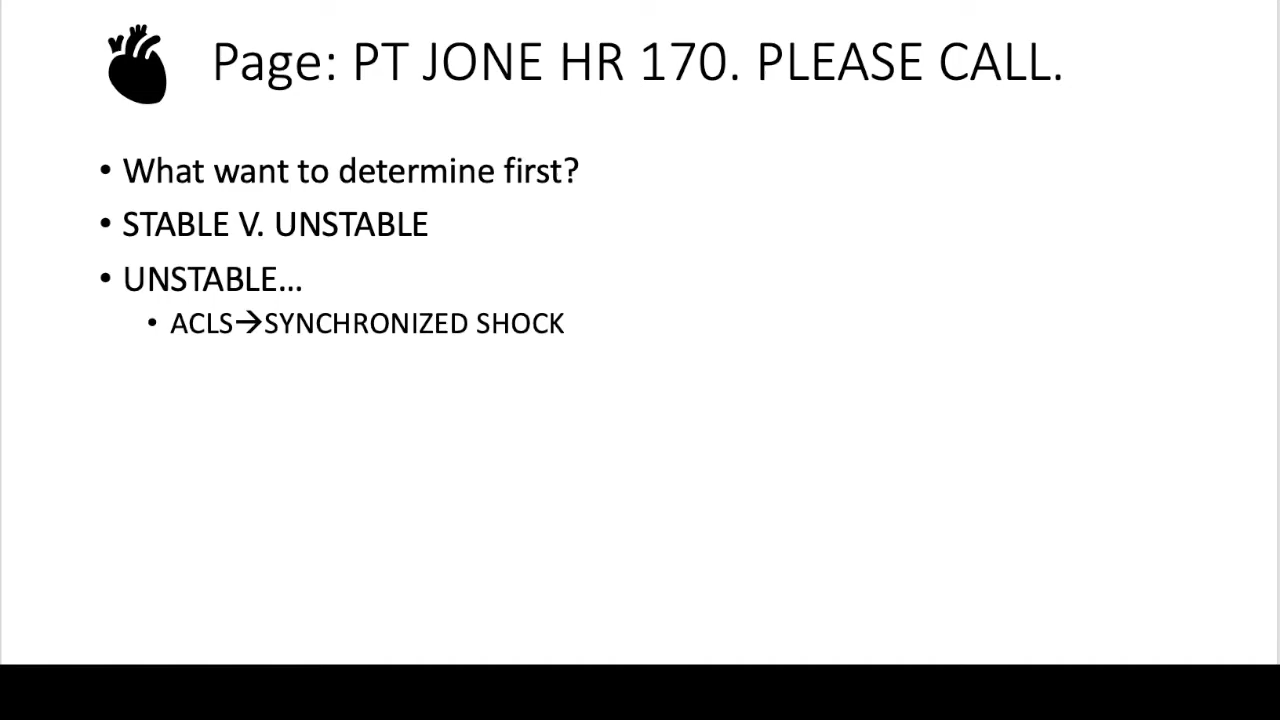 Page: PT JONE HR 170. PLEASE CALL.
• What want to determine first?
• STABLE V. UNSTABLE
• UNSTABLE...
• ACLS→SYNCHRONIZED SHOCK